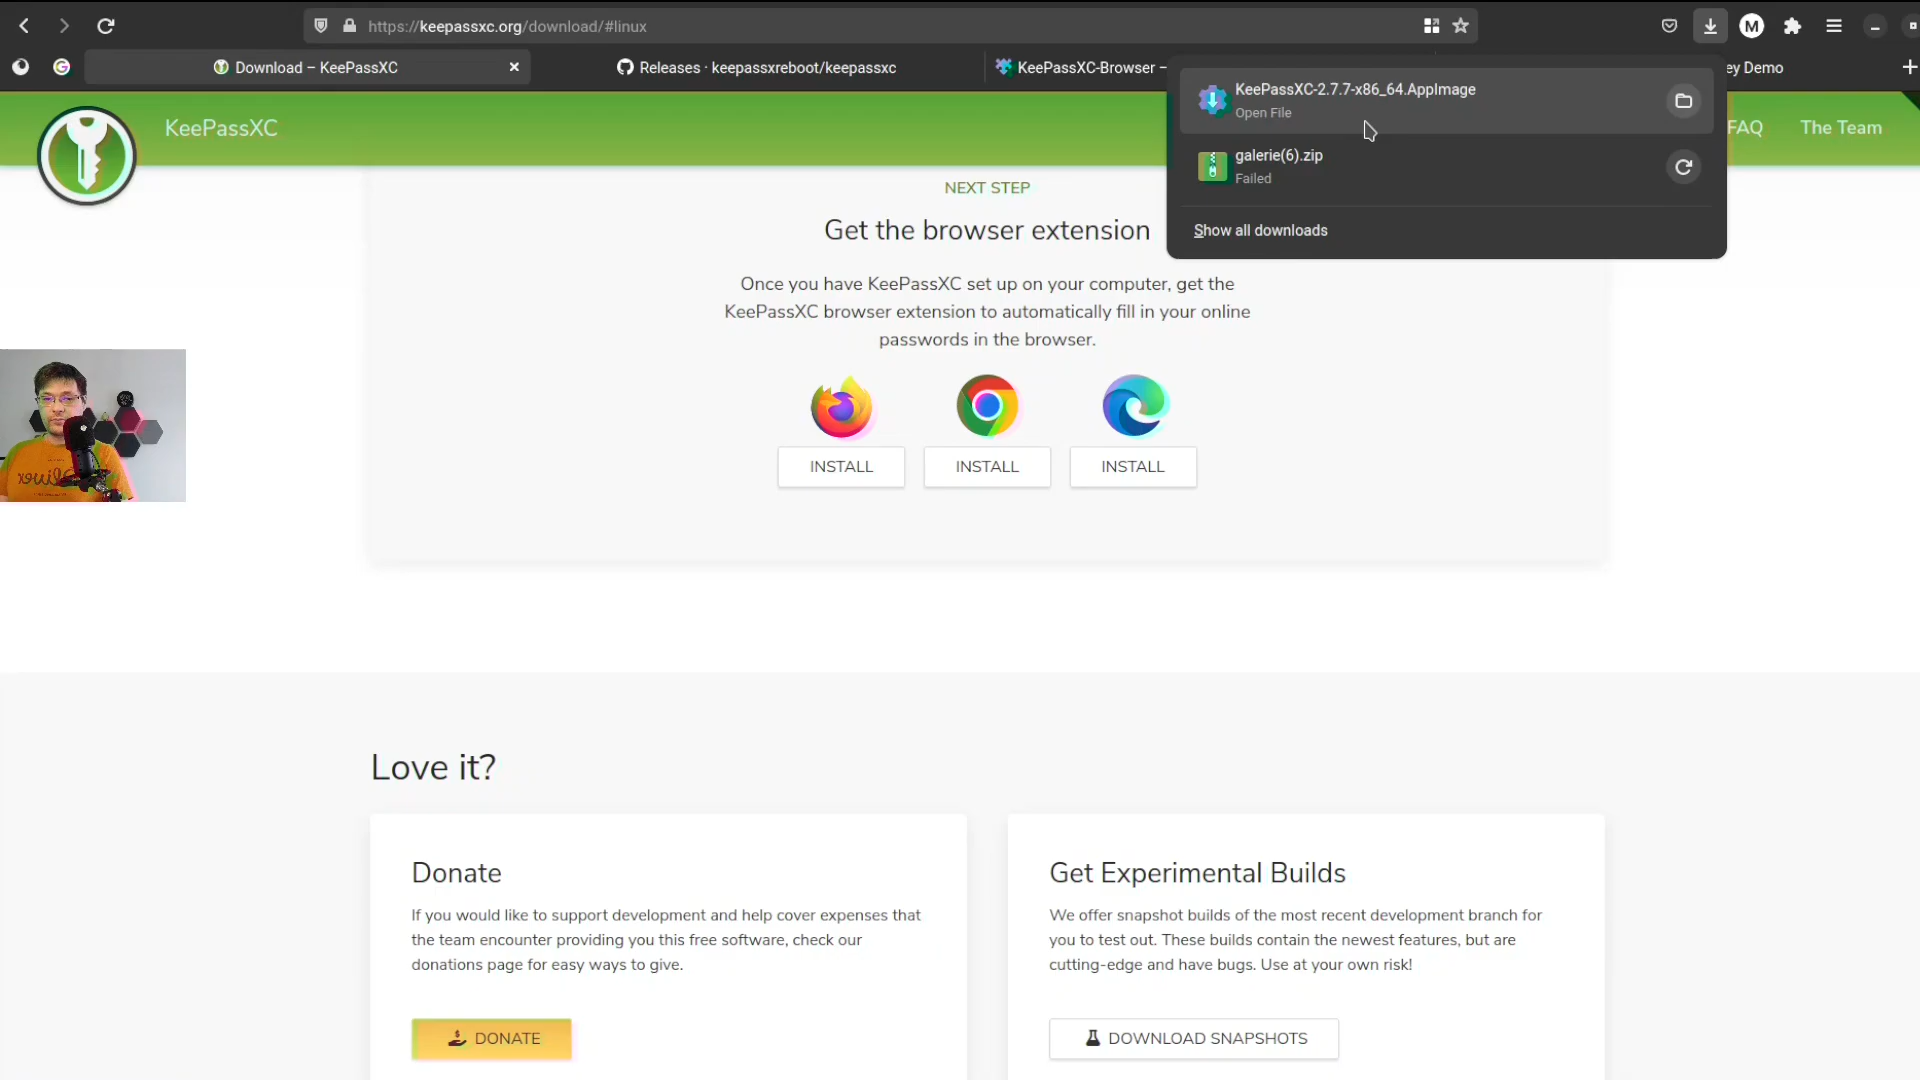 https://keepassxc.org/download/#linux
M
Download – KeePassXC
Releases · keepassxreboot/keepassxc
KeePassXC-Browser –
ey Demo
KeePassXC
FAQ
The Team
KeePassXC-2.7.7-x86_64.AppImage
Open File
galerie(6).zip
Failed
Show all downloads
NEXT STEP
Get the browser extension
Once you have KeePassXC set up on your computer, get the
KeePassXC browser extension to automatically fill in your online
passwords in the browser.
INSTALL
INSTALL
INSTALL
Love it?
Donate
If you would like to support development and help cover expenses that
the team encounter providing you this free software, check our
donations page for easy ways to give.
DONATE
Get Experimental Builds
We offer snapshot builds of the most recent development branch for
you to test out. These builds contain the newest features, but are
cutting-edge and have bugs. Use at your own risk!
DOWNLOAD SNAPSHOTS